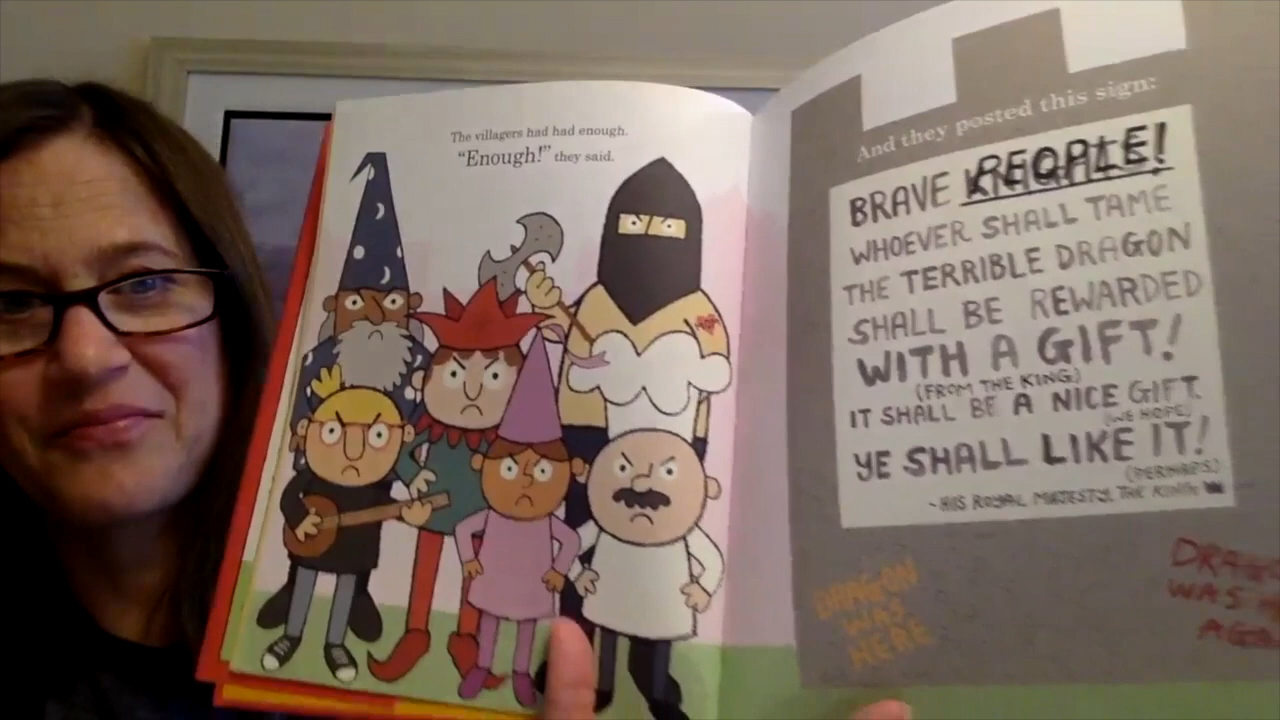 The villagers had had enough.
"Enough!" they said.
And they posted this sign:
BRAVE PEOPLE!
WHOEVER SHALL TAME
THE TERRIBLE DRAGON
SHALL BE REWARDED
WITH A GIFT!
(FROM THE KING)
IT SHALL BE A NICE GIFT.
(WE HOPE)
YE SHALL LIKE IT!
(PERHAPS)
~HIS ROYAL MAJESTY, THE KING
DRAGON
WAS
HERE
WAS